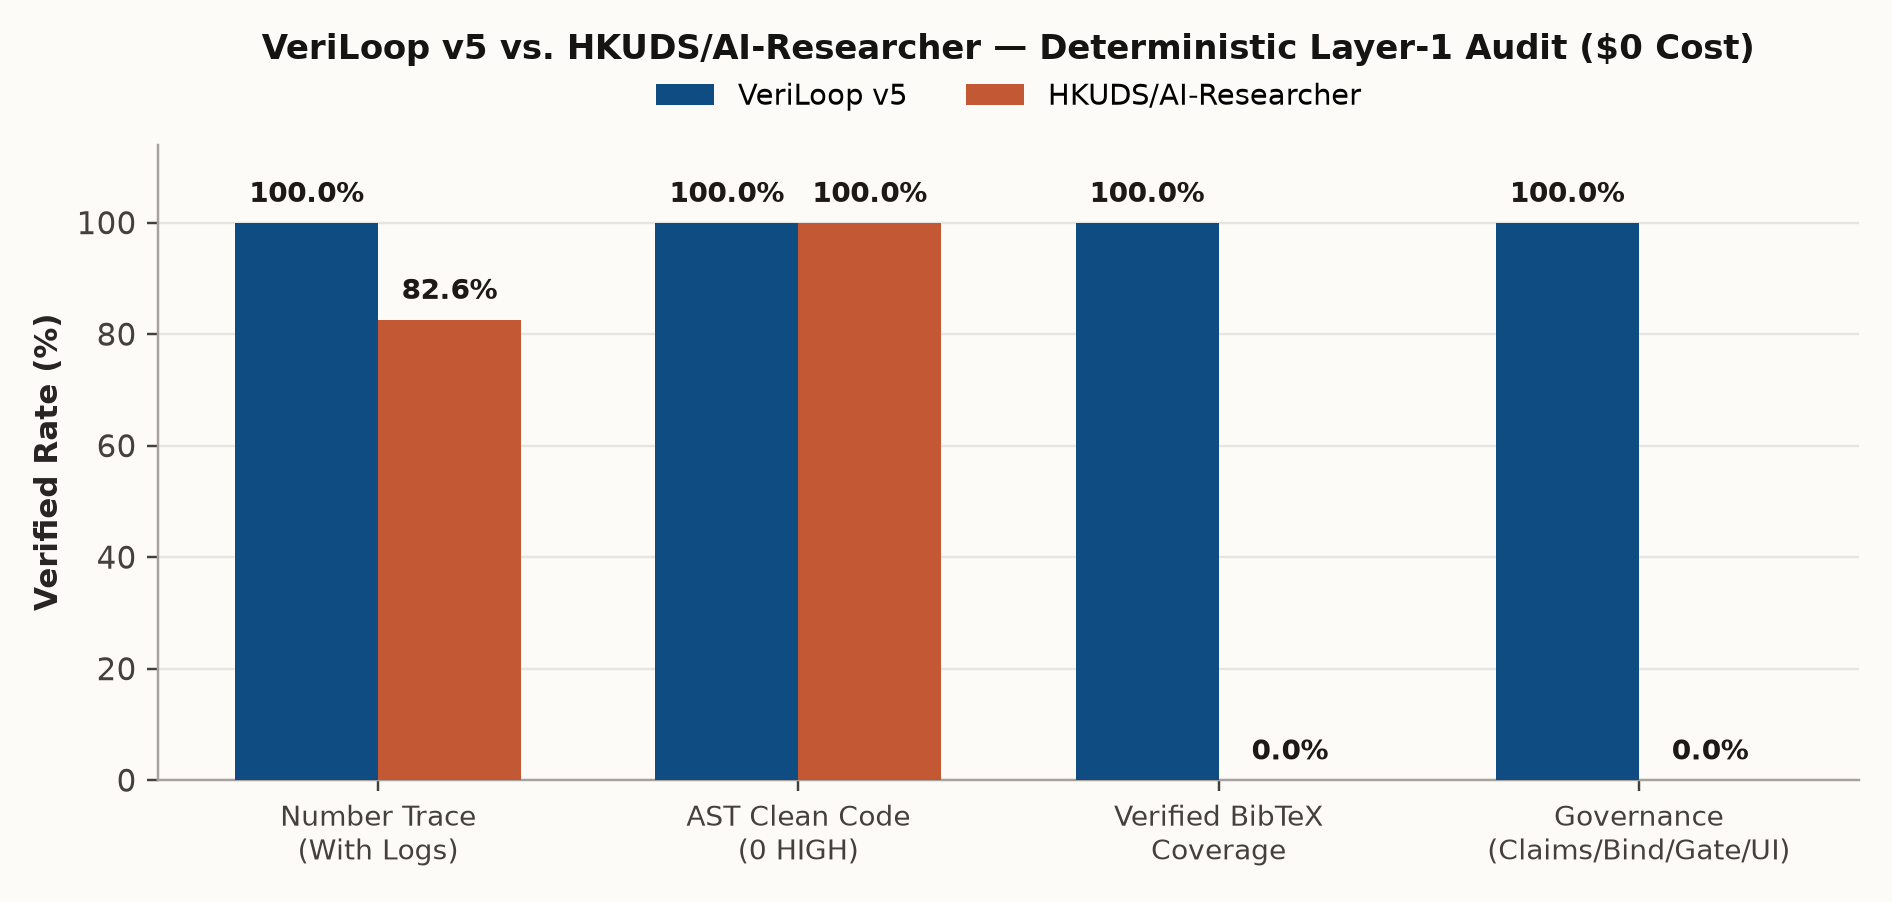 VeriLoop v5 vs. HKUDS/AI-Researcher — Deterministic Layer-1 Audit ($0 Cost)
VeriLoop v5 HKUDS/AI-Researcher
Verified Rate (%)
100
80
60
40
20
0
100.0%
82.6%
100.0% 100.0%
100.0%
0.0%
100.0%
0.0%
Number Trace
(With Logs)
AST Clean Code
(0 HIGH)
Verified BibTeX
Coverage
Governance
(Claims/Bind/Gate/UI)